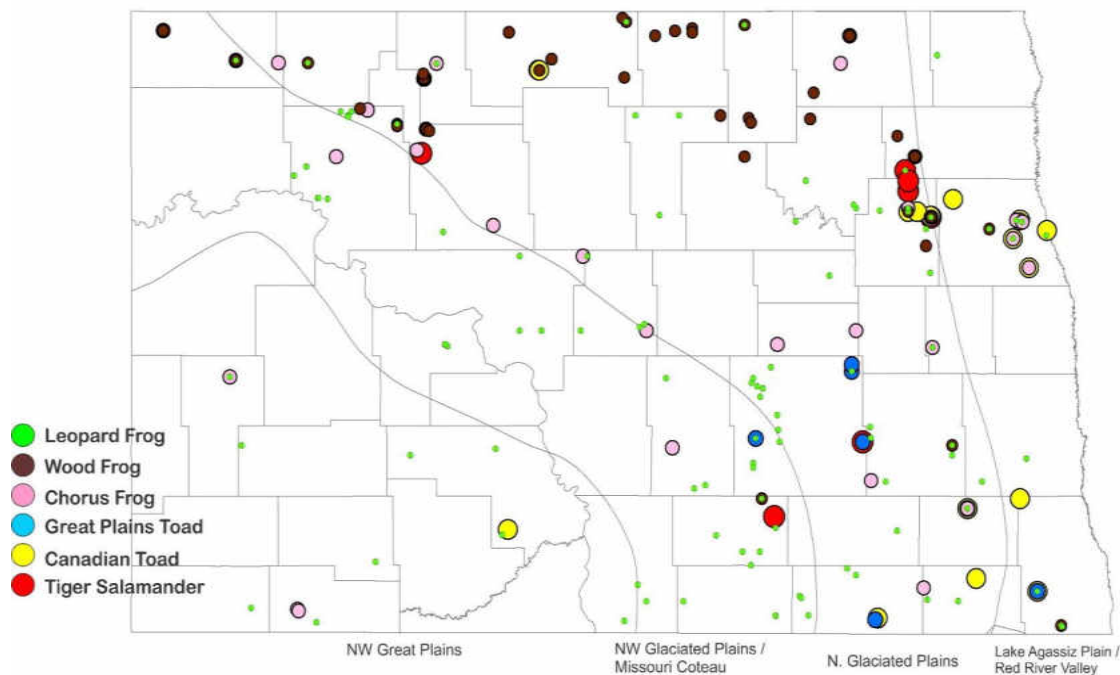 Leopard Frog
Wood Frog
Chorus Frog
Great Plains Toad
Canadian Toad
Tiger Salamander
NW Great Plains
NW Glaciated Plains /
Missouri Coteau
N. Glaciated Plains
Lake Agassiz Plain /
Red River Valley